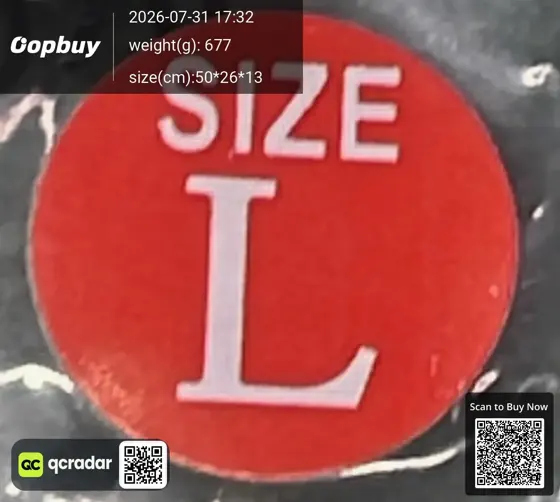 Oopbuy
2026-07-31 17:32
weight(g): 677
size(cm):50*26*13
SIZE
L
Scan to Buy Now
QC qcradar